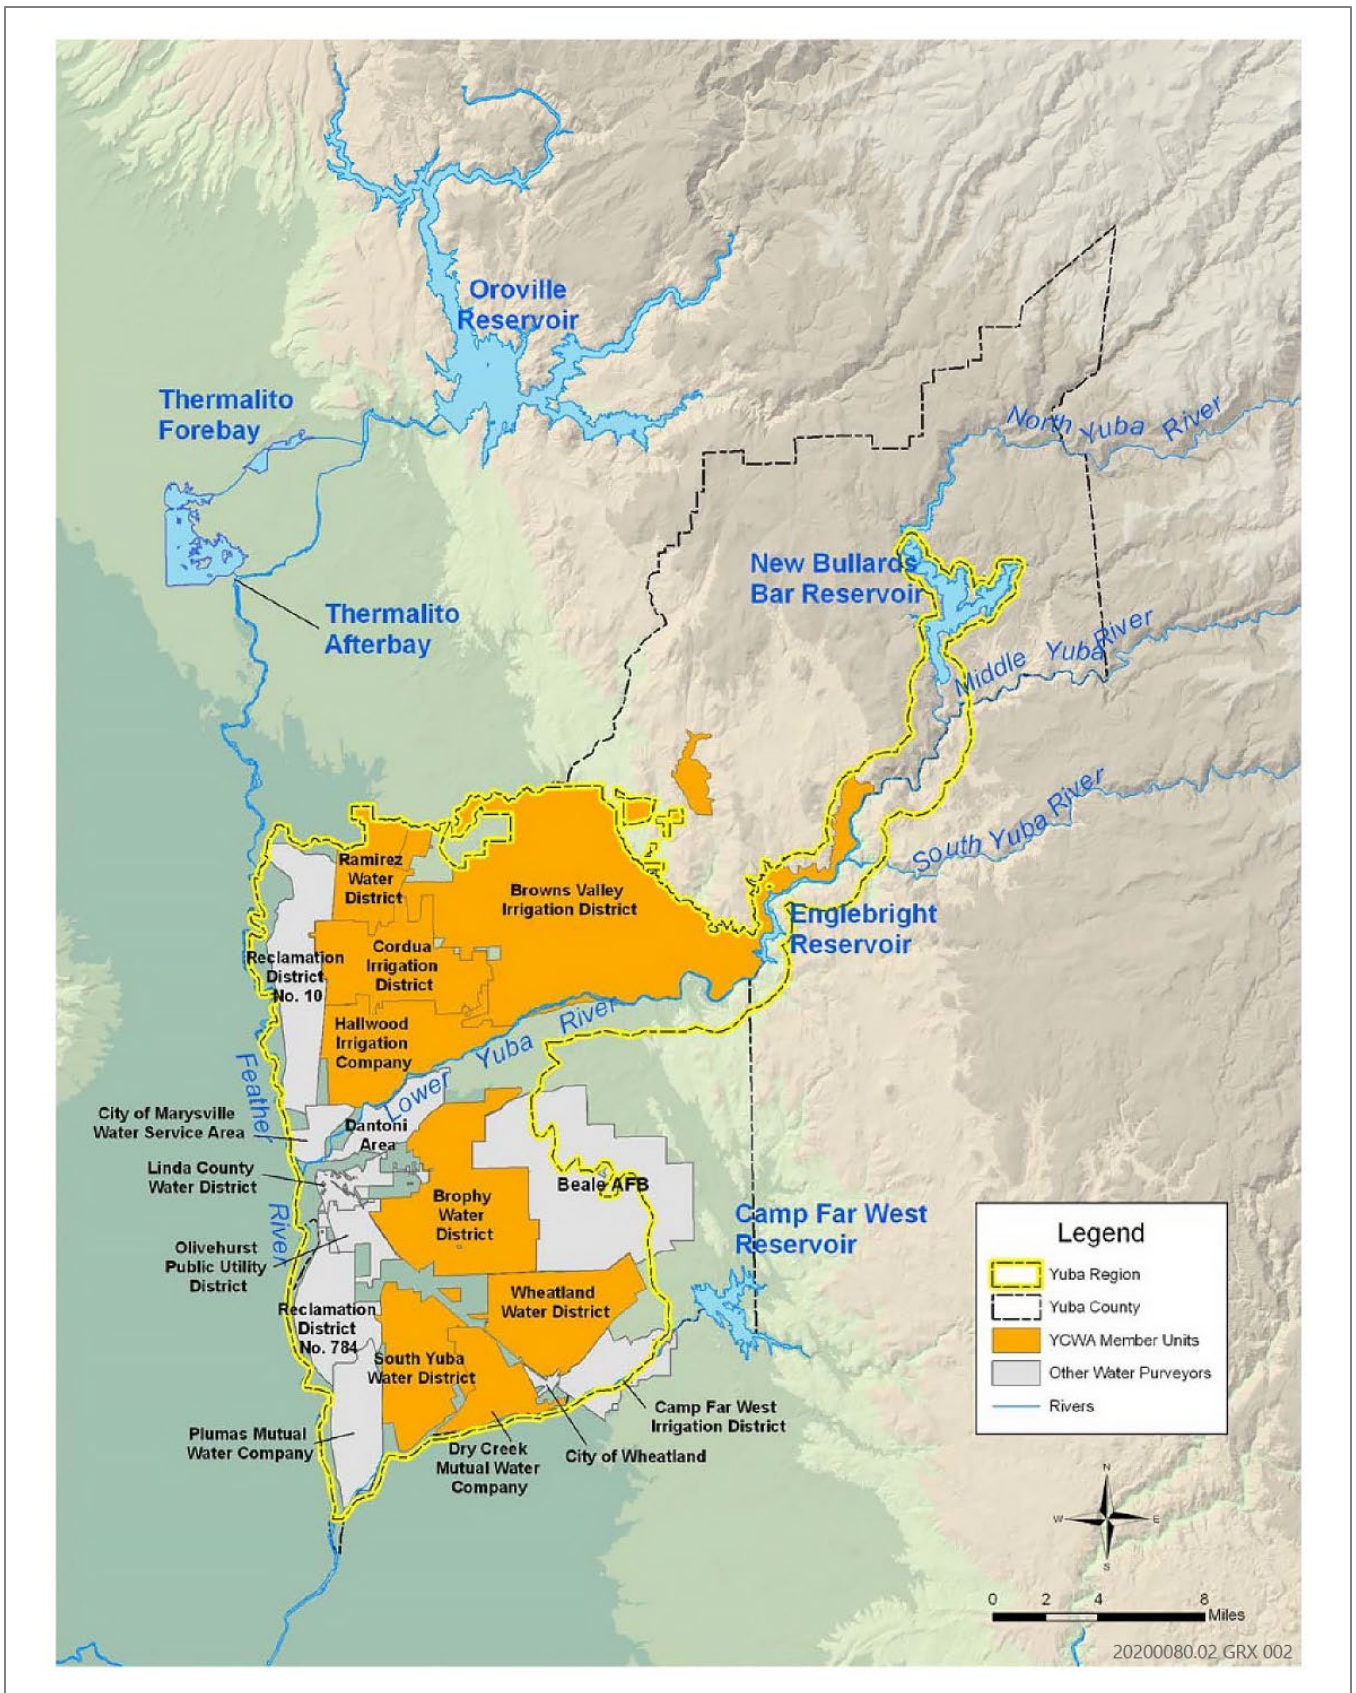 Oroville
Reservoir
Thermalito
Forebay
North Yuba River
New Bullards
Bar Reservoir
Thermalito
Afterbay
Middle Yuba River
South Yuba River
Ramirez
Water
District
Browns Valley
Irrigation District
Englebright
Reservoir
Cordua
Irrigation
District
Reclamation
District
No. 10
Hallwood
Irrigation
Company
Lower Yuba River
Feather River
City of Marysville
Water Service Area
Dantoni
Area
Linda County
Water District
Beale AFB
Brophy
Water
District
Camp Far West
Reservoir
Olivehurst
Public Utility
District
Wheatland
Water District
Reclamation
District
No. 784
South Yuba
Water District
Camp Far West
Irrigation District
Plumas Mutual
Water Company
Dry Creek
Mutual Water
Company
City of Wheatland
Legend
Yuba Region
Yuba County
YCWA Member Units
Other Water Purveyors
Rivers
N
W E
S
0 2 4 8
Miles
20200080.02 GRX 002